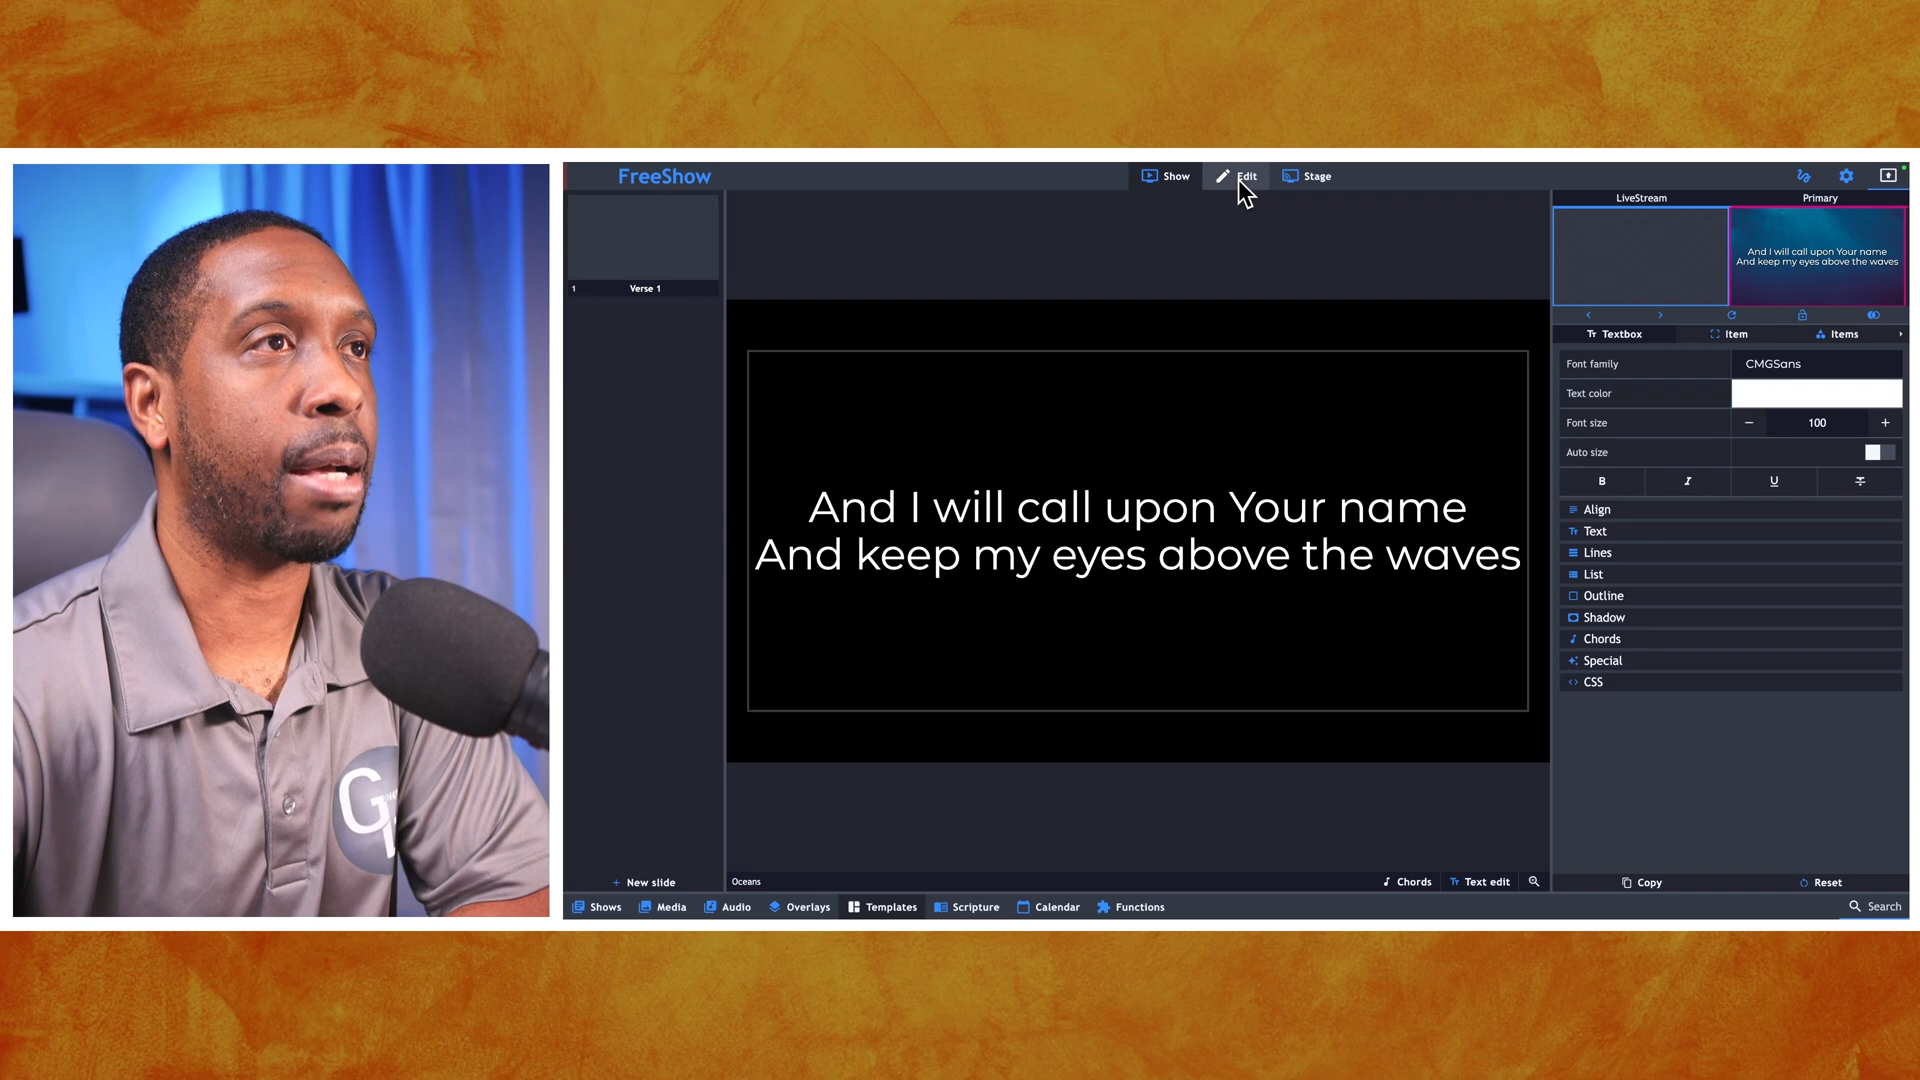 FreeShow
Show
Edit
Stage
LiveStream
Primary
And I will call upon Your name
And keep my eyes above the waves
1
Verse 1
Textbox
Item
Items
Font family
CMGSans
Text color
Font size
100
Auto size
B
I
U
Align
Text
Lines
List
Outline
Shadow
Chords
Special
CSS
And I will call upon Your name
And keep my eyes above the waves
New slide
Oceans
Chords
Text edit
Copy
Reset
Shows
Media
Audio
Overlays
Templates
Scripture
Calendar
Functions
Search